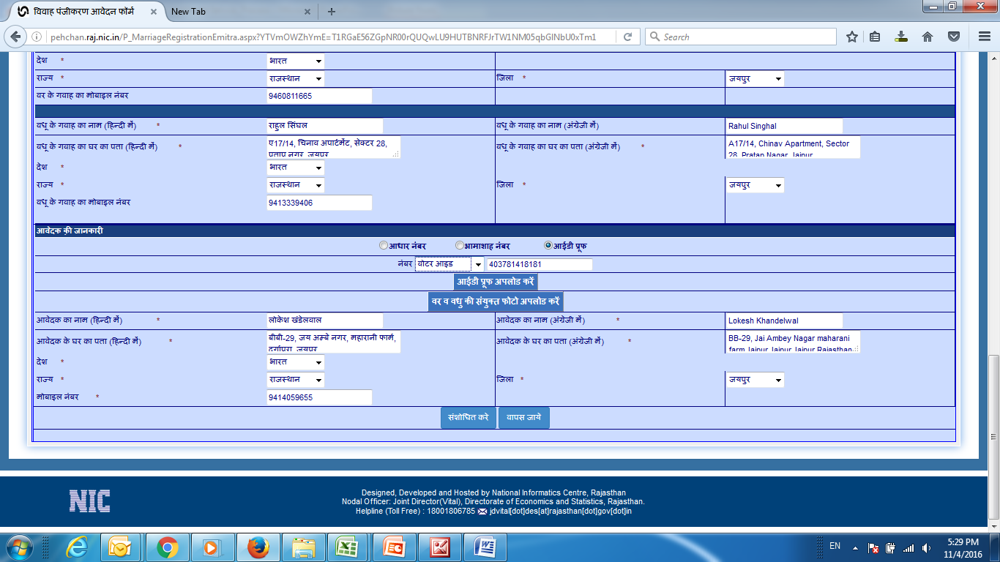 विवाह पंजीकरण आवेदन फॉर्म
New Tab
pehchan.raj.nic.in/P_MarriageRegistrationEmitra.aspx?YTVmOWZhYmE=T1RGaE56ZGpNR00rQUQwLU9HUTBNRFJrTW1NM05qbGlNbU0xTm1
Search
देश * भारत
राज्य * राजस्थान जिला * जयपुर
वर के गवाह का मोबाइल नंबर 9460811665
वधू के गवाह का नाम (हिन्दी में) * राहुल सिंघल वधू के गवाह का नाम (अंग्रेजी में) Rahul Singhal
वधू के गवाह का घर का पता (हिन्दी में) * ए17/14, चिनाव अपार्टमेंट, सेक्टर 28, प्रताप नगर, जयपुर वधू के गवाह का घर का पता (अंग्रेजी में) * A17/14, Chinav Apartment, Sector 28, Pratap Nagar, Jaipur
देश * भारत
राज्य * राजस्थान जिला * जयपुर
वधू के गवाह का मोबाइल नंबर 9413339406
आवेदक की जानकारी
आधार नंबर भामाशाह नंबर आईडी प्रूफ
नंबर वोटर आइड 403781418181
आईडी प्रूफ अपलोड करें
वर व वधु की संयुक्त फोटो अपलोड करें
आवेदक का नाम (हिन्दी में) * लोकेश खंडेलवाल आवेदक का नाम (अंग्रेजी में) * Lokesh Khandelwal
आवेदक के घर का पता (हिन्दी में) * बीबी-29, जय अम्बे नगर, महारानी फार्म, दुर्गापुरा, जयपुर आवेदक के घर का पता (अंग्रेजी में) * BB-29, Jai Ambey Nagar maharani farm Jaipur, Jaipur, Jaipur Rajasthan
देश * भारत
राज्य * राजस्थान जिला * जयपुर
मोबाइल नंबर * 9414059655
संशोधित करे वापस जाये
NIC
Designed, Developed and Hosted by National Informatics Centre, Rajasthan
Nodal Officer: Joint Director(Vital), Directorate of Economics and Statistics, Rajasthan.
Helpline (Toll Free) : 18001806785 jdvital[dot]des[at]rajasthan[dot]gov[dot]in
EN
5:29 PM
11/4/2016